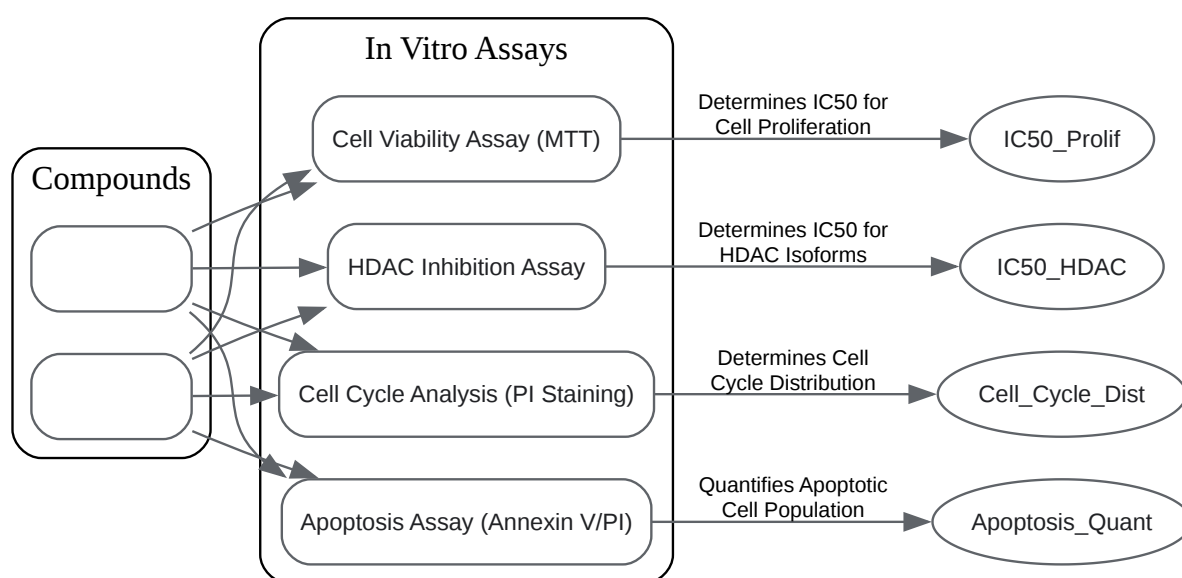 In Vitro Assays
Compounds
Cell Viability Assay (MTT)
Determines IC50 for
Cell Proliferation
IC50_Prolif
HDAC Inhibition Assay
Determines IC50 for
HDAC Isoforms
IC50_HDAC
Cell Cycle Analysis (PI Staining)
Determines Cell
Cycle Distribution
Cell_Cycle_Dist
Apoptosis Assay (Annexin V/PI)
Quantifies Apoptotic
Cell Population
Apoptosis_Quant